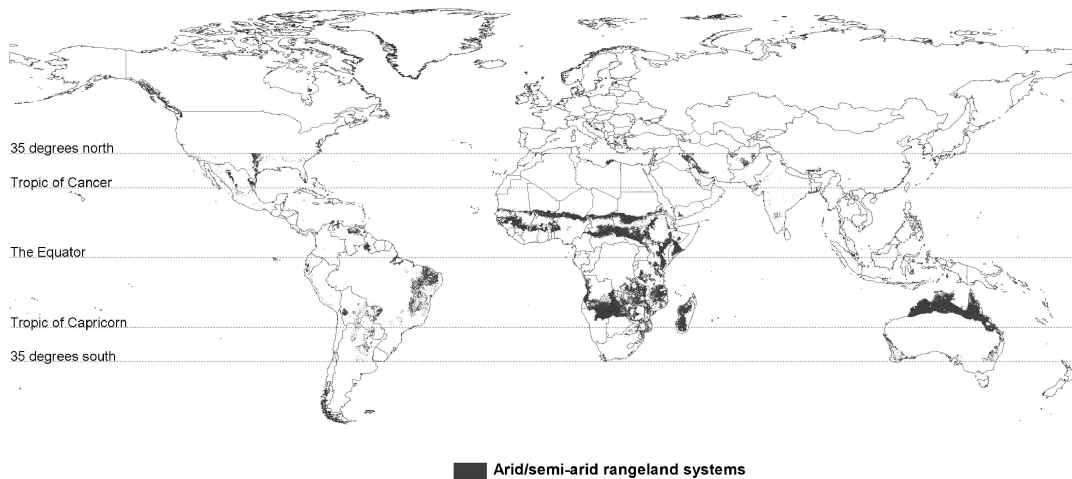 35 degrees north
Tropic of Cancer
The Equator
Tropic of Capricorn
35 degrees south
Arid/semi-arid rangeland systems